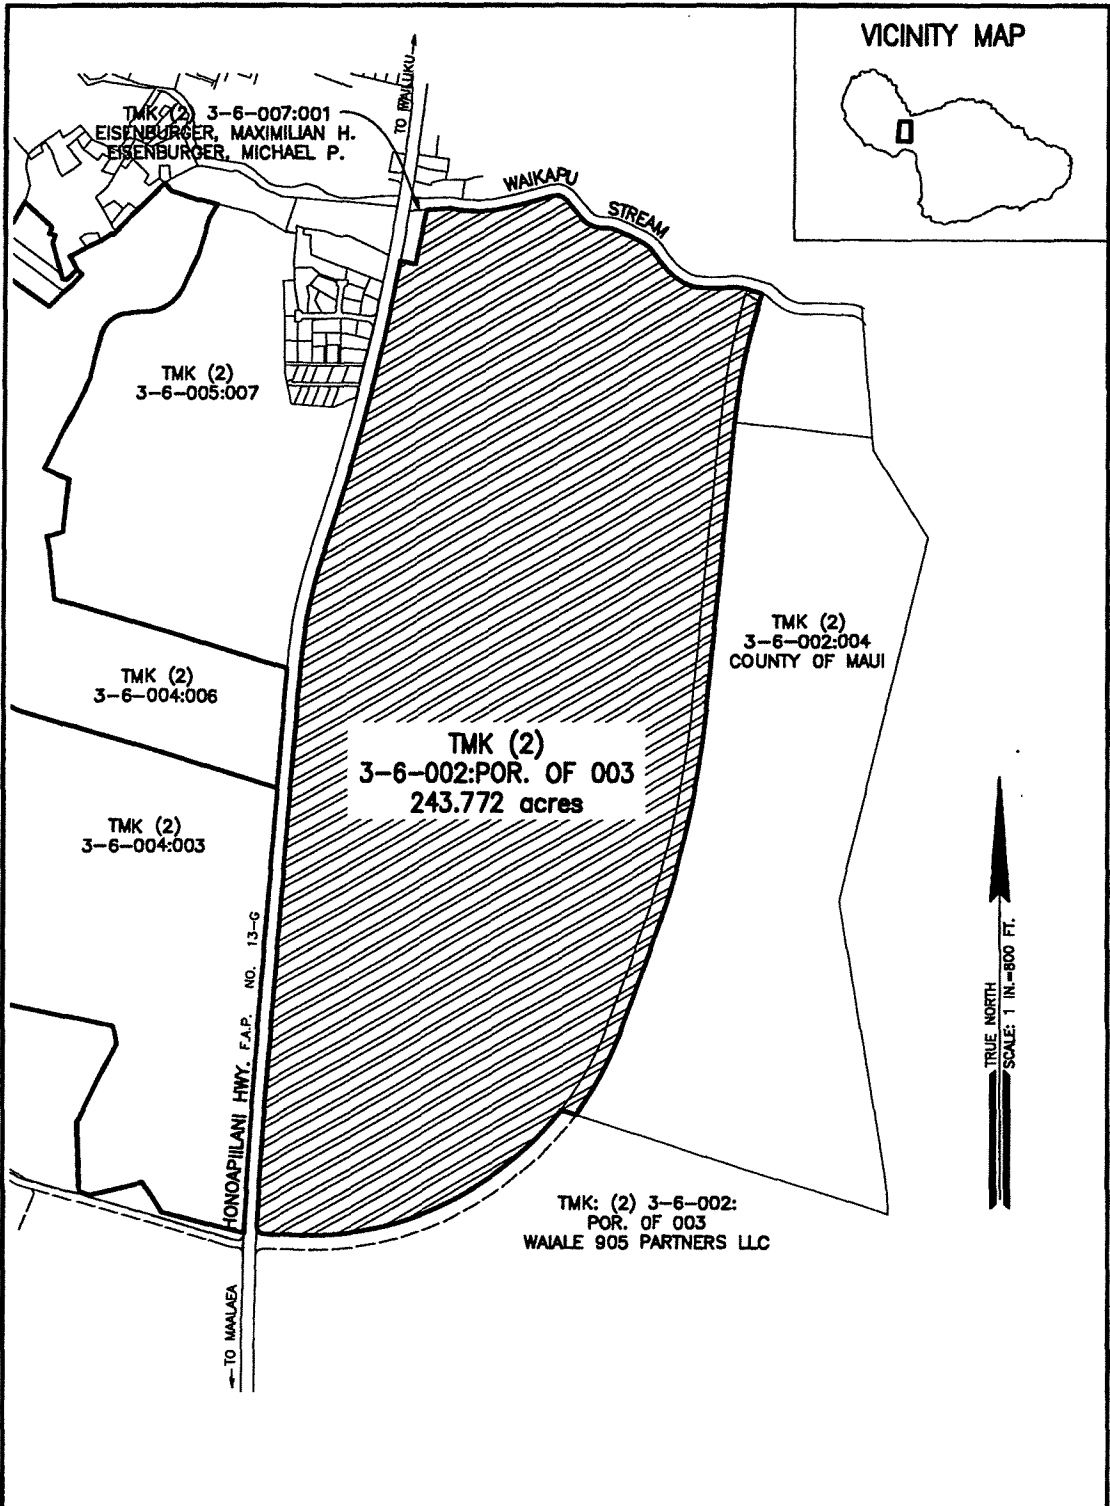 VICINITY MAP
TO WAILUKU
TMK (2) 3-6-007:001
EISENBURGER, MAXIMILIAN H.
EISENBURGER, MICHAEL P.
WAIKAPU
STREAM
TMK (2)
3-6-005:007
TMK (2)
3-6-002:004
COUNTY OF MAUI
TMK (2)
3-6-004:006
TMK (2)
3-6-002:POR. OF 003
243.772 acres
TMK (2)
3-6-004:003
HONOAPIILANI HWY. F.A.P. NO. 13-G
TRUE NORTH
SCALE: 1 IN.=800 FT.
TMK: (2) 3-6-002:
POR. OF 003
WAIALE 905 PARTNERS LLC
TO MAALAEA